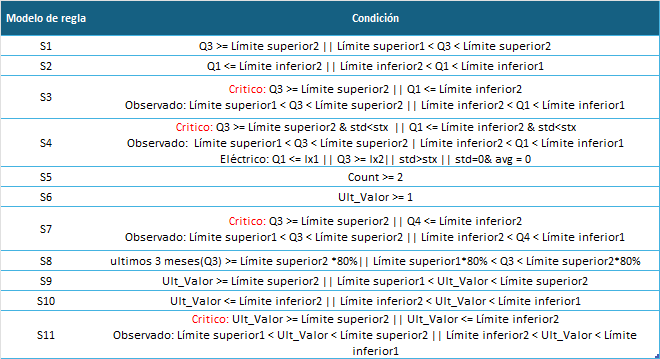 Modelo de regla Condición
S1 Q3 >= Límite superior2 || Límite superior1 < Q3 < Límite superior2
S2 Q1 <= Límite inferior2 || Límite inferior2 < Q1 < Límite inferior1
S3 Critico: Q3 >= Límite superior2 || Q1 <= Límite inferior2
Observado: Límite superior1 < Q3 < Límite superior2 || Límite inferior2 < Q1 < Límite inferior1
S4 Critico: Q3 >= Límite superior2 & std<stx || Q1 <= Límite inferior2 & std<stx
Observado: Límite superior1 < Q3 < Límite superior2 | Límite inferior2 < Q1 < Límite inferior1
Eléctrico: Q1 <= lx1 || Q3 >= lx2|| std>stx || std=0& avg = 0
S5 Count >= 2
S6 Ult_Valor >= 1
S7 Critico: Q3 >= Límite superior2 || Q4 <= Límite inferior2
Observado: Límite superior1 < Q3 < Límite superior2 || Límite inferior2 < Q4 < Límite inferior1
S8 ultimos 3 meses(Q3) >= Límite superior2 *80%|| Límite superior1*80% < Q3 < Límite superior2*80%
S9 Ult_Valor >= Límite superior2 || Límite superior1 < Ult_Valor < Límite superior2
S10 Ult_Valor <= Límite inferior2 || Límite inferior2 < Ult_Valor < Límite inferior1
S11 Critico: Ult_Valor >= Límite superior2 || Ult_Valor <= Límite inferior2
Observado: Límite superior1 < Ult_Valor < Límite superior2 || Límite inferior2 < Ult_Valor < Límite
inferior1